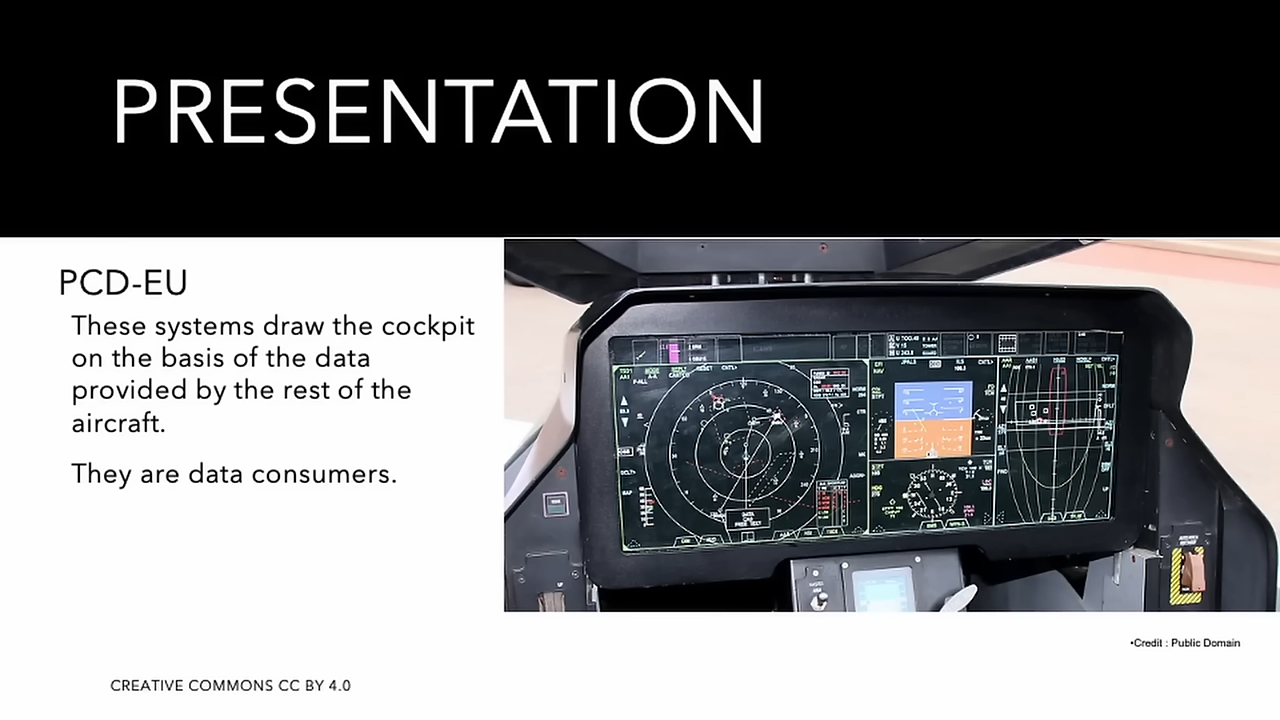 PRESENTATION
PCD-EU
These systems draw the cockpit
on the basis of the data
provided by the rest of the
aircraft.
They are data consumers.
•Credit : Public Domain
CREATIVE COMMONS CC BY 4.0